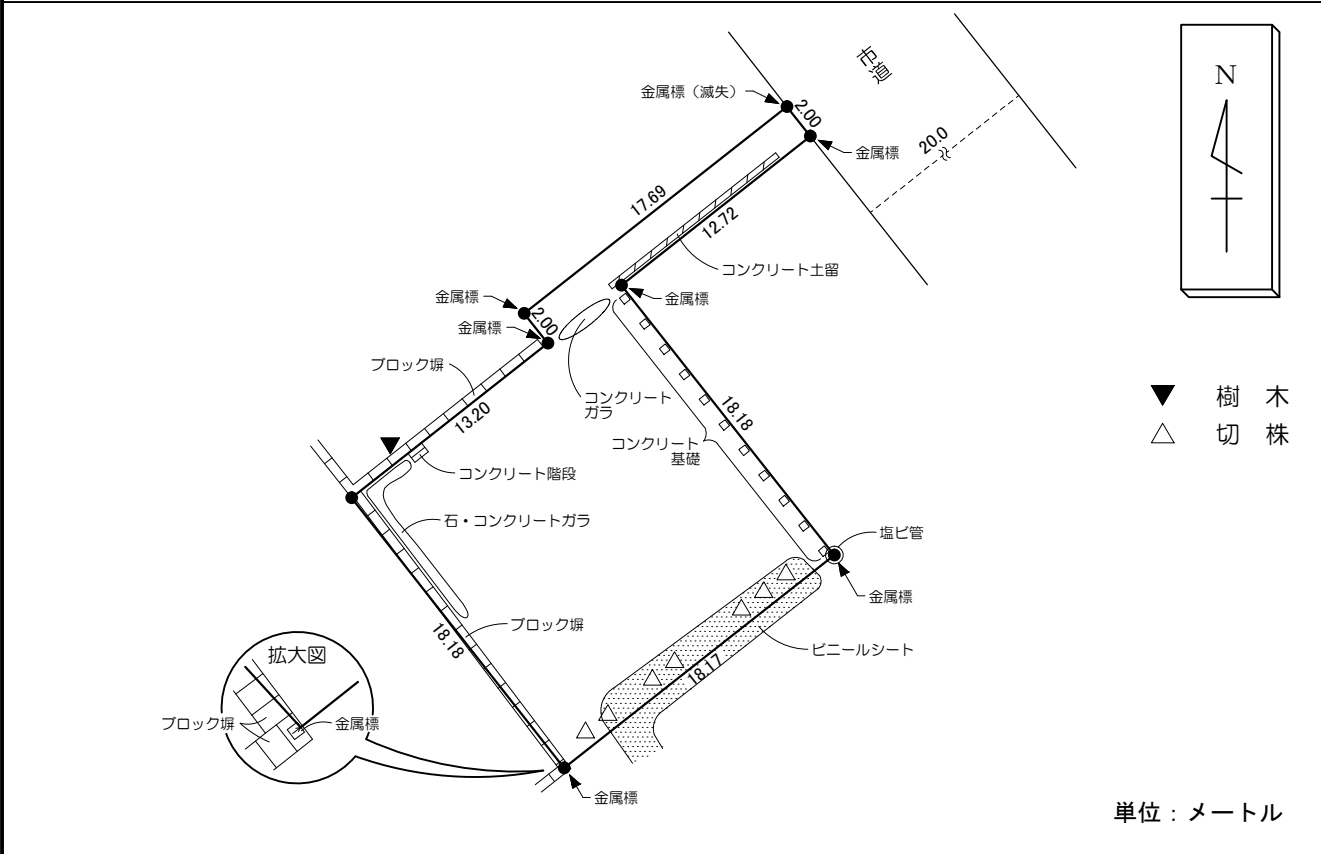 市道
N
金属標（滅失）
2.00
金属標
20.0
17.69
12.72
コンクリート土留
金属標
金属標
2.00
金属標
ブロック塀
コンクリート
ガラ
13.20
18.18
コンクリート
基礎
コンクリート階段
石・コンクリートガラ
塩ビ管
金属標
ブロック塀
18.18
ビニールシート
18.17
拡大図
ブロック塀
金属標
金属標
▼ 樹 木
△ 切 株
単位：メートル